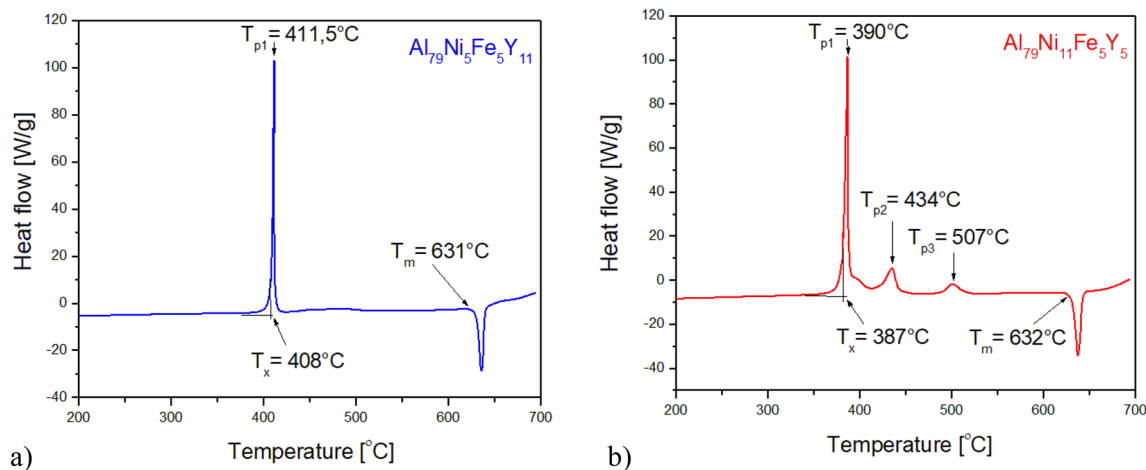 120
100
80
60
40
20
0
-20
-40
Heat flow [W/g]
T_p1 = 411,5°C
Al₇₉Ni₅Fe₅Y₁₁
T_m = 631°C
T_x = 408°C
200 300 400 500 600 700
Temperature [°C]
a)
120
100
80
60
40
20
0
-20
-40
Heat flow [W/g]
T_p1 = 390°C
Al₇₉Ni₁₁Fe₅Y₅
T_p2 = 434°C
T_p3 = 507°C
T_x = 387°C
T_m = 632°C
200 300 400 500 600 700
Temperature [°C]
b)